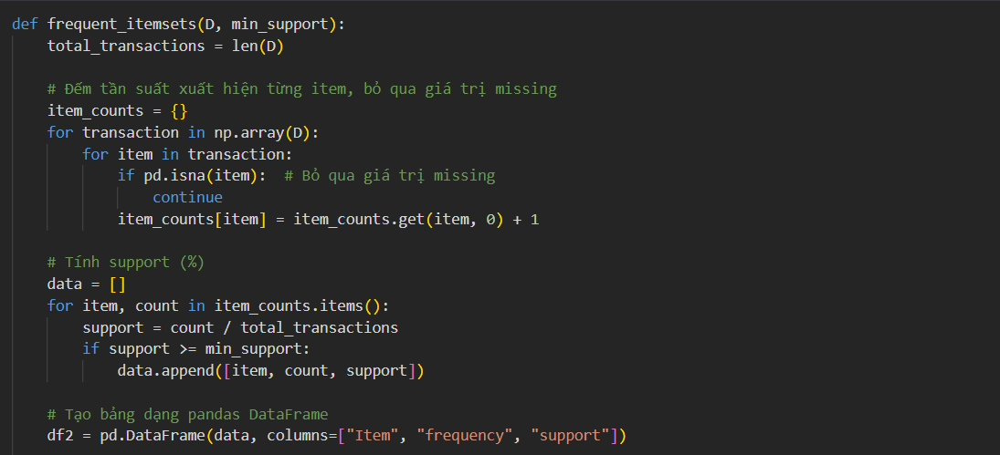 def frequent_itemsets(D, min_support):
    total_transactions = len(D)

    # Đếm tần suất xuất hiện từng item, bỏ qua giá trị missing
    item_counts = {}
    for transaction in np.array(D):
        for item in transaction:
            if pd.isna(item):  # Bỏ qua giá trị missing
                continue
            item_counts[item] = item_counts.get(item, 0) + 1

    # Tính support (%)
    data = []
    for item, count in item_counts.items():
        support = count / total_transactions
        if support >= min_support:
            data.append([item, count, support])

    # Tạo bảng dạng pandas DataFrame
    df2 = pd.DataFrame(data, columns=["Item", "frequency", "support"])